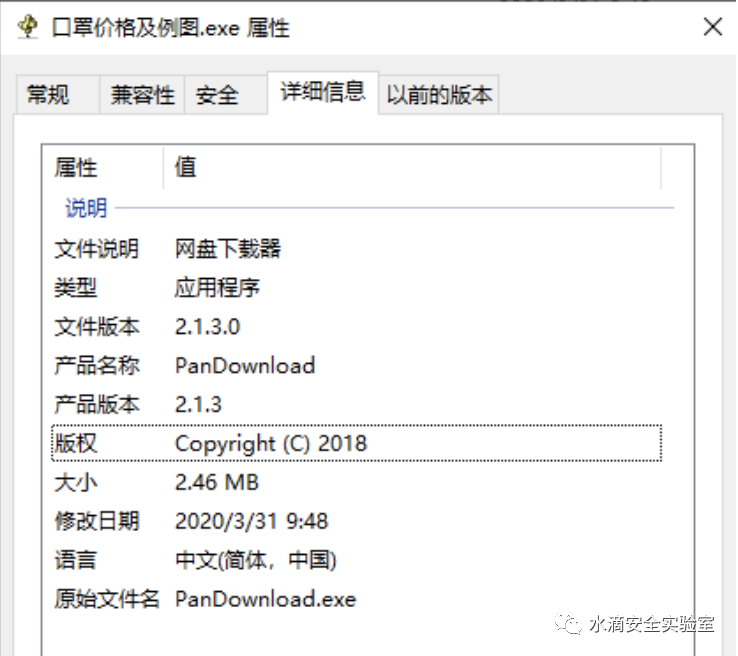 口罩价格及例图.exe 属性
常规 兼容性 安全 详细信息 以前的版本
属性 值
说明
文件说明 网盘下载器
类型 应用程序
文件版本 2.1.3.0
产品名称 PanDownload
产品版本 2.1.3
版权 Copyright (C) 2018
大小 2.46 MB
修改日期 2020/3/31 9:48
语言 中文(简体，中国)
原始文件名 PanDownload.exe
水滴安全实验室